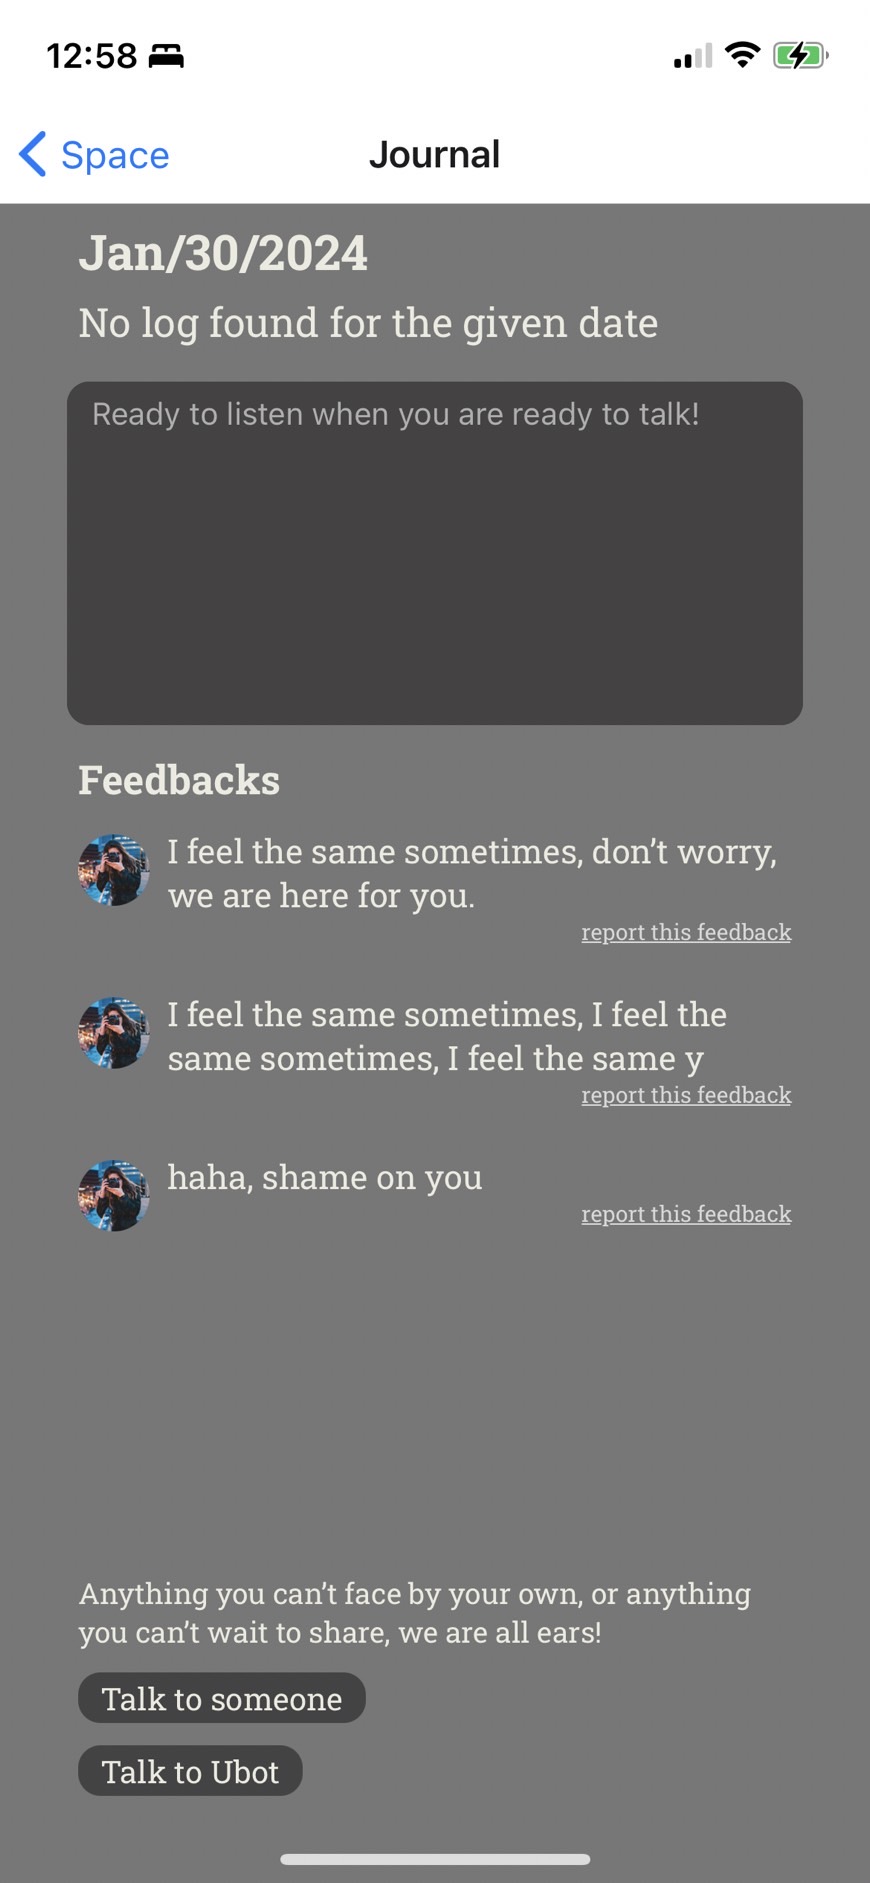 12:58
Space
Journal
Jan/30/2024
No log found for the given date
Ready to listen when you are ready to talk!
Feedbacks
I feel the same sometimes, don’t worry,
we are here for you.
report this feedback
I feel the same sometimes, I feel the
same sometimes, I feel the same y
report this feedback
haha, shame on you
report this feedback
Anything you can’t face by your own, or anything
you can’t wait to share, we are all ears!
Talk to someone
Talk to Ubot